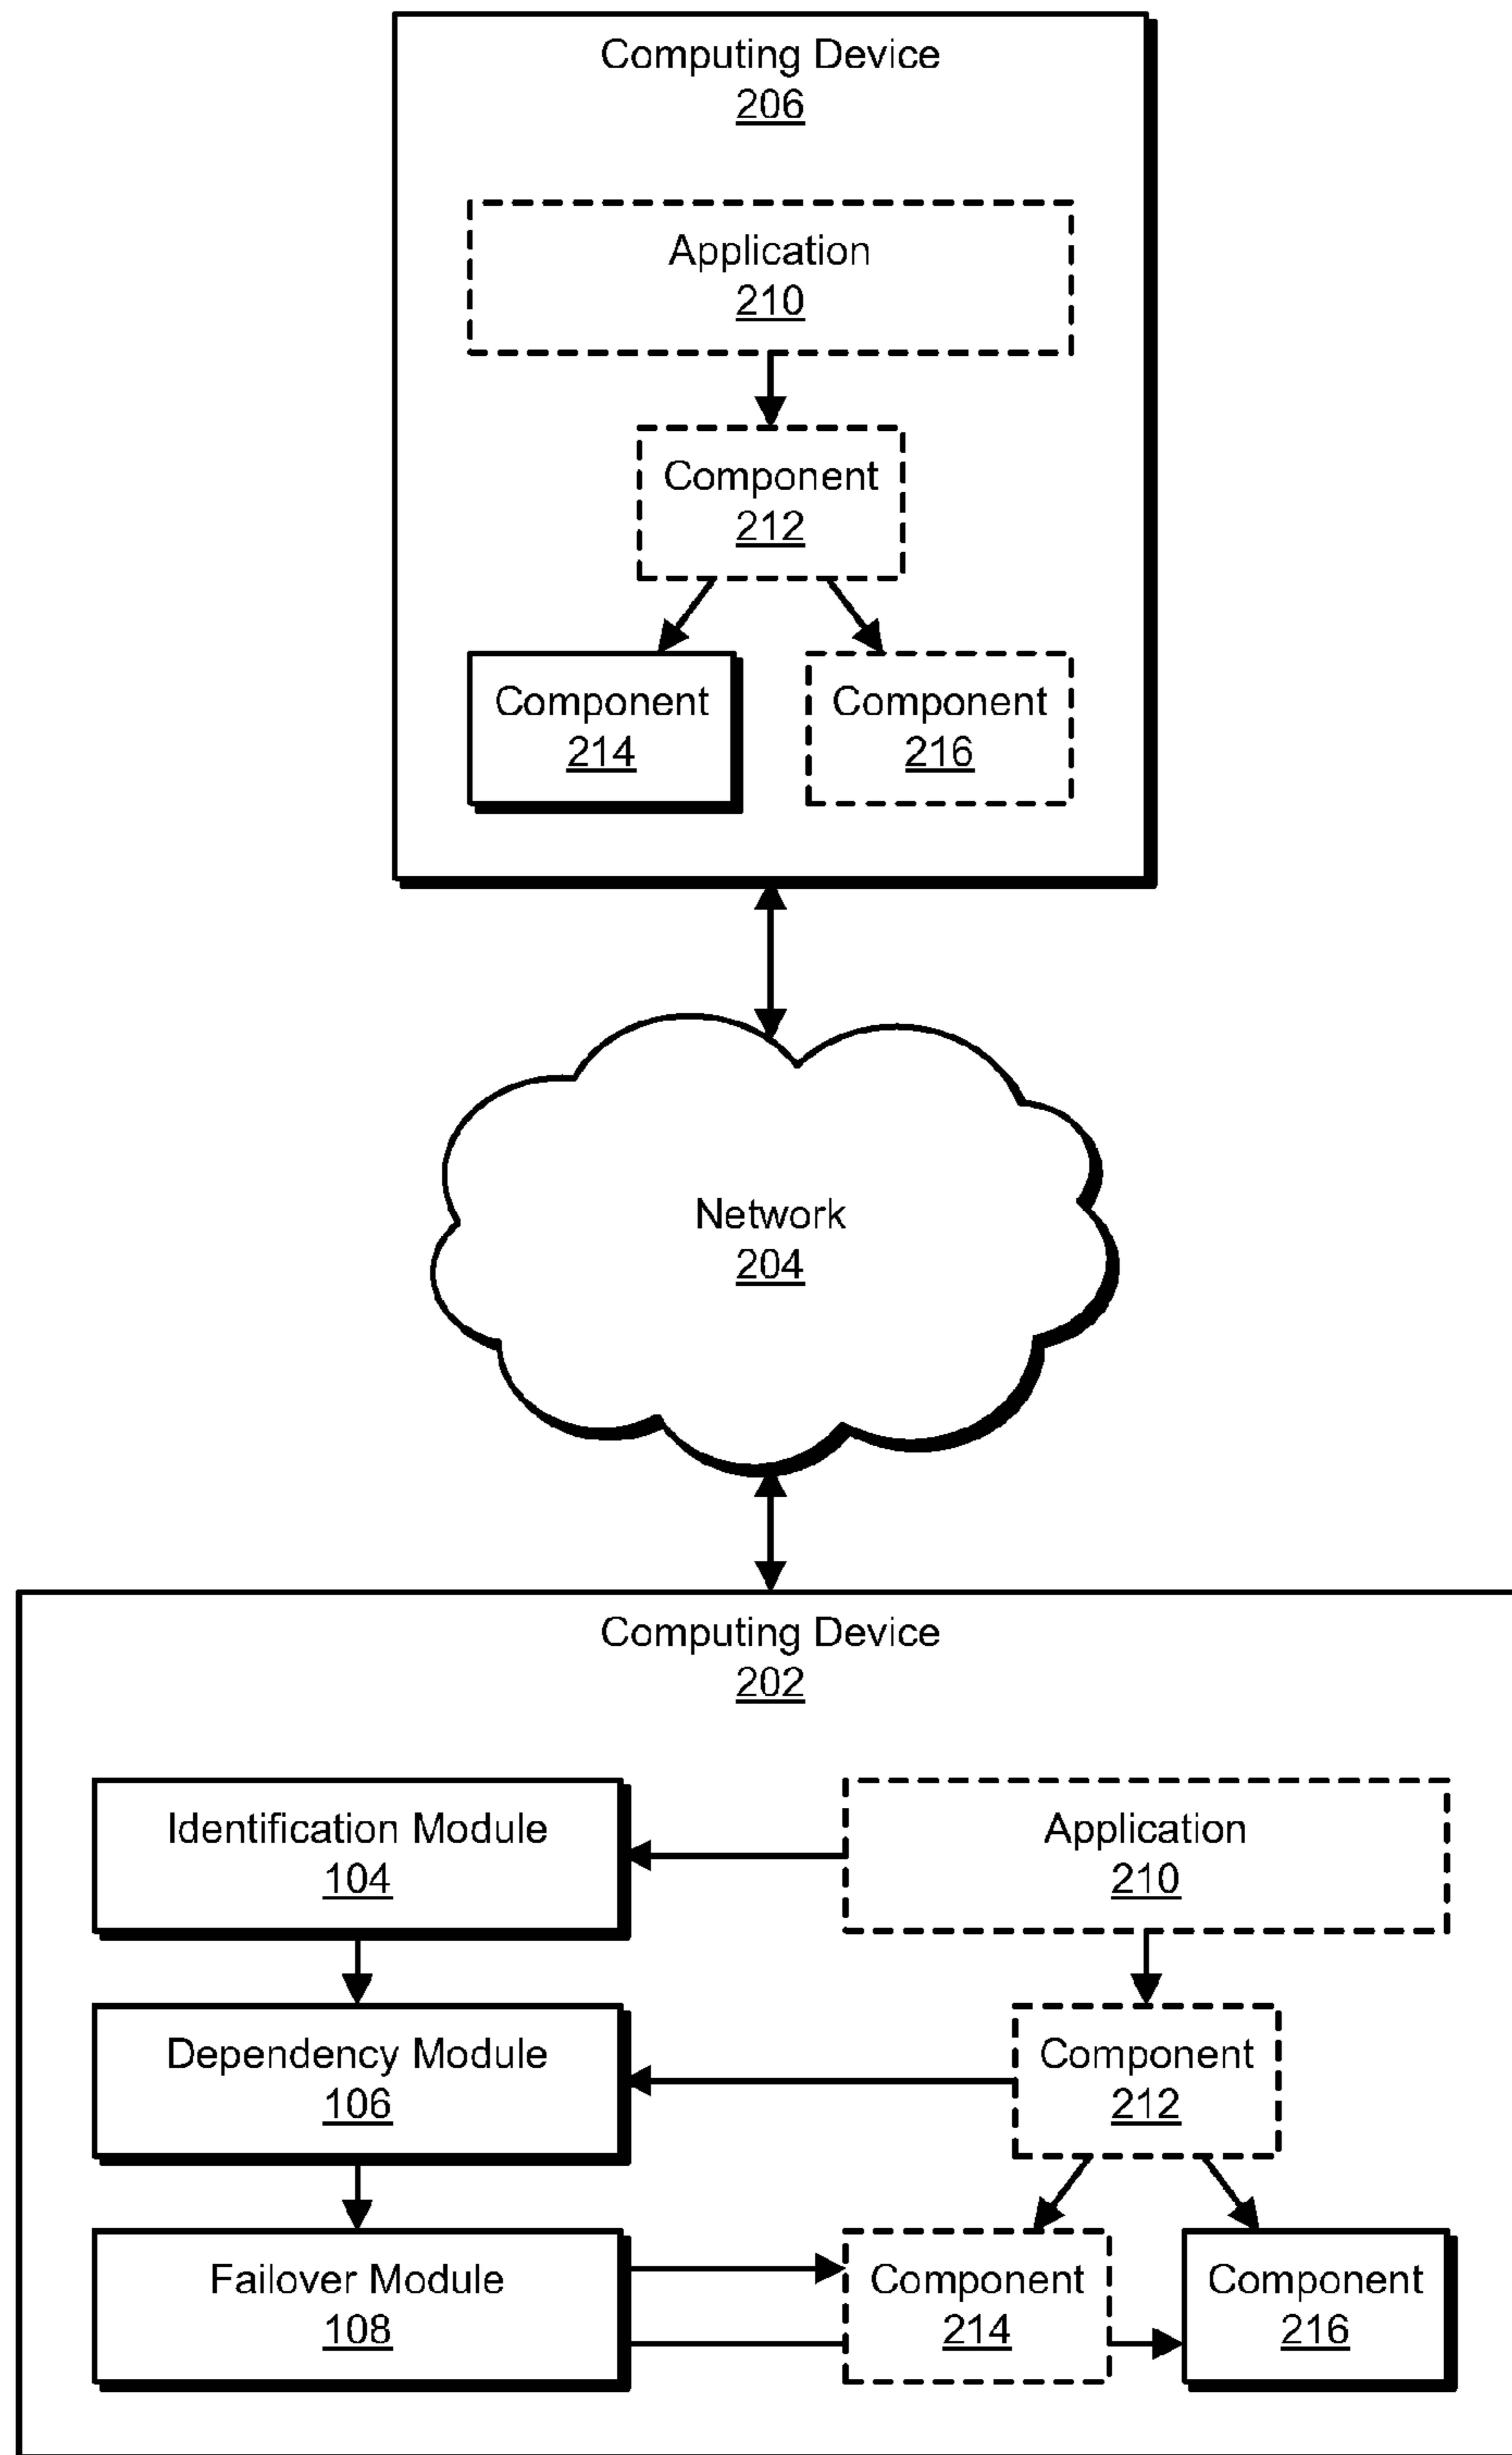 Computing Device
206
Application
210
Component
212
Component
214
Component
216
Network
204
Computing Device
202
Identification Module
104
Application
210
Dependency Module
106
Component
212
Failover Module
108
Component
214
Component
216